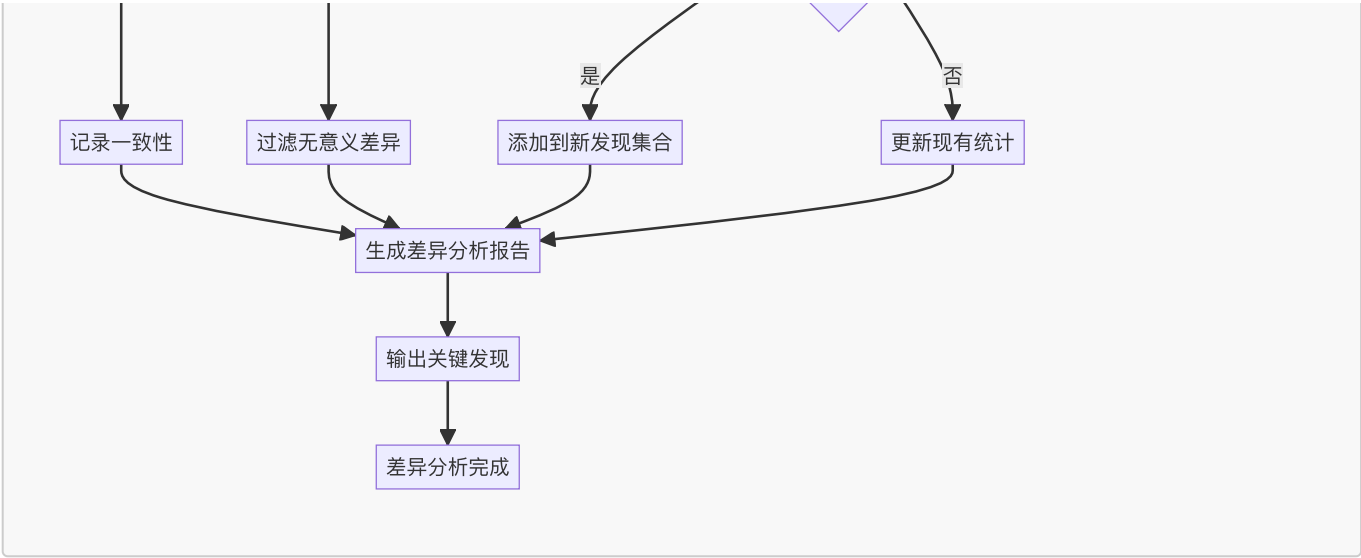 是
否
记录一致性
过滤无意义差异
添加到新发现集合
更新现有统计
生成差异分析报告
输出关键发现
差异分析完成